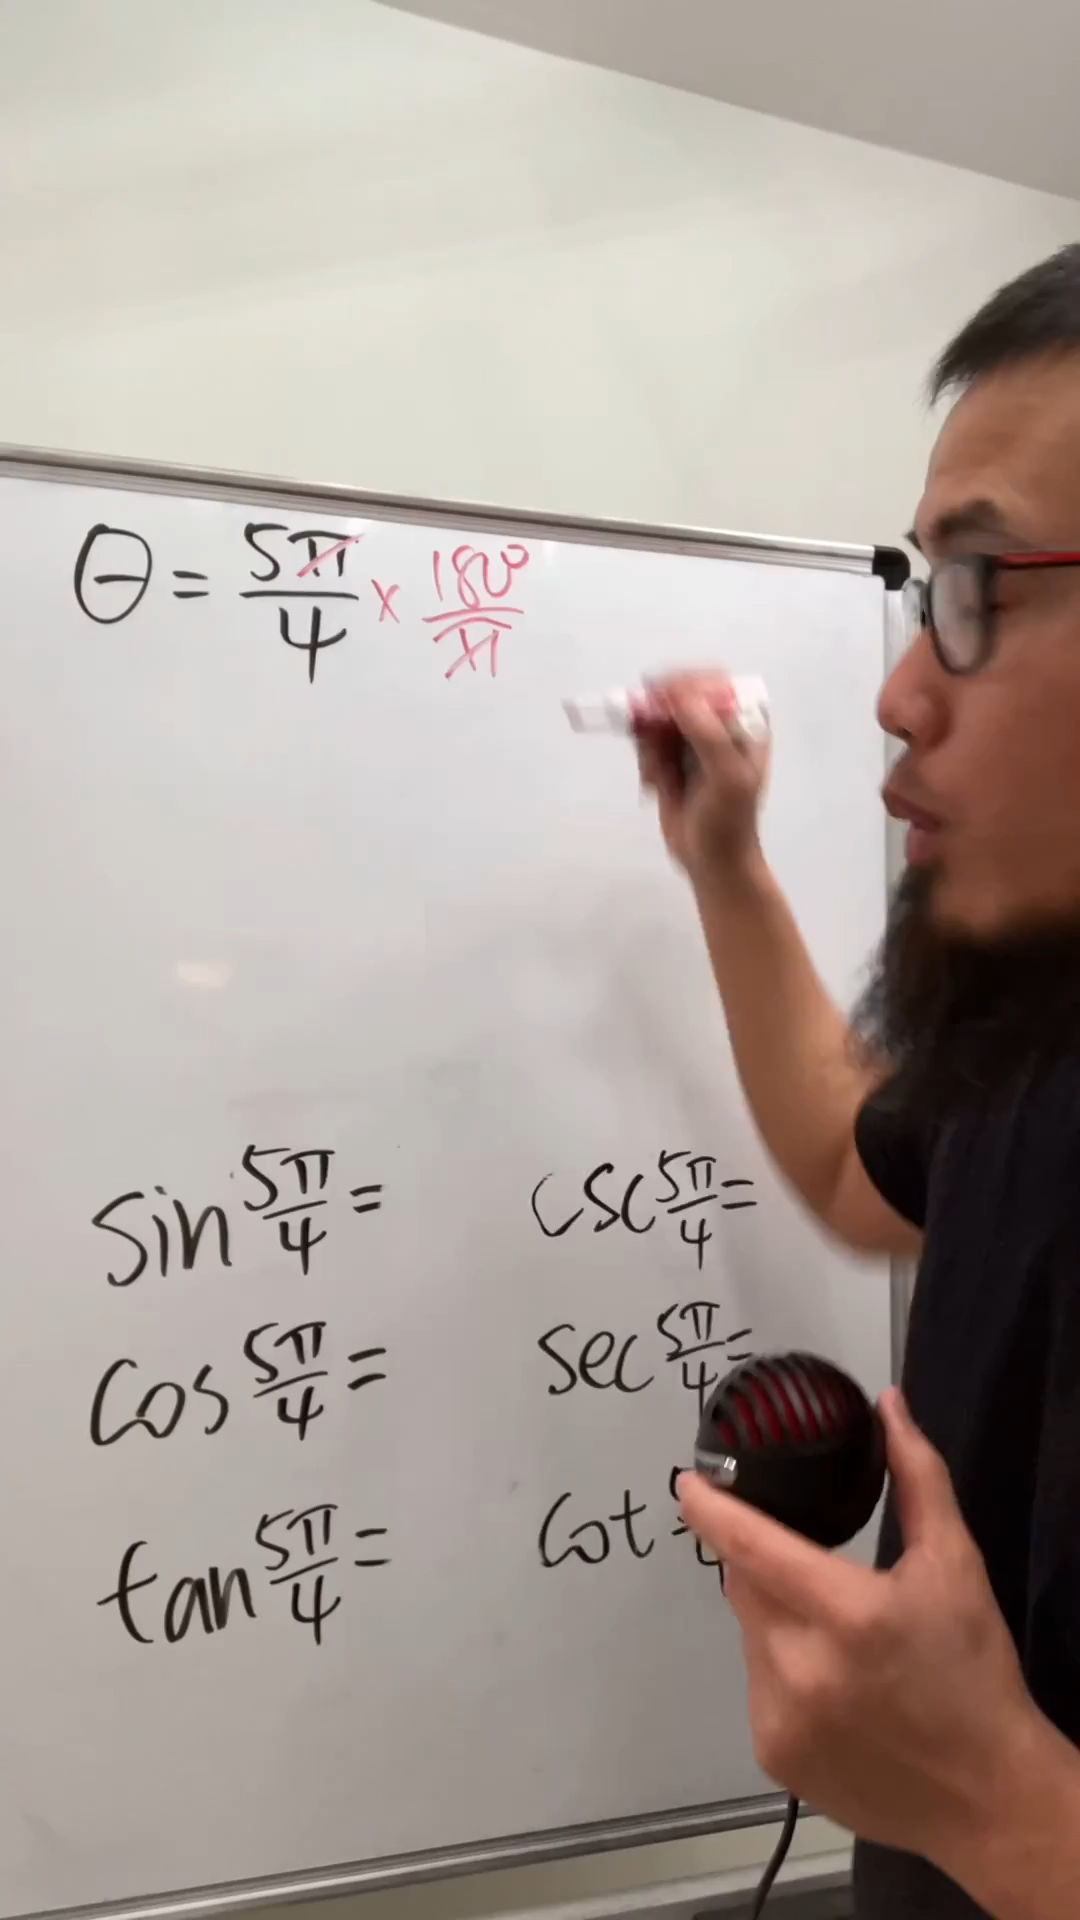 θ = 5π/4 × 180°/π
sin 5π/4 =
csc 5π/4 =
cos 5π/4 =
sec 5π/4 =
tan 5π/4 =
cot